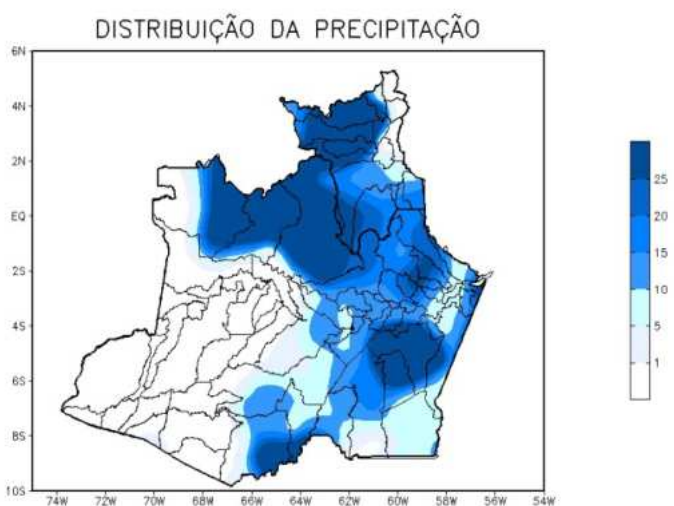 DISTRIBUIÇÃO DA PRECIPITAÇÃO
6N
4N
2N
EQ
2S
4S
6S
8S
10S
74W 72W 70W 68W 66W 64W 62W 60W 58W 56W 54W
25
20
15
10
5
1